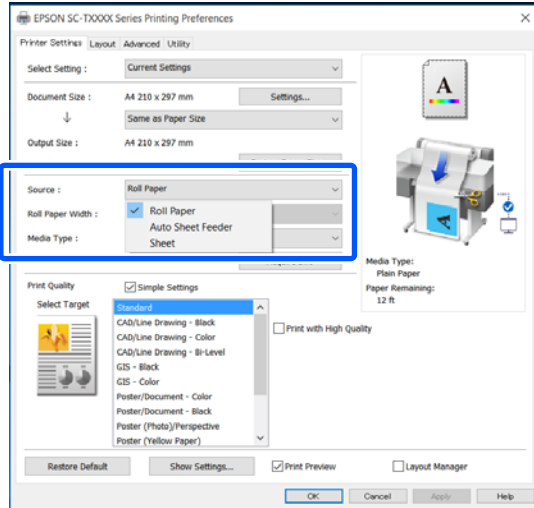 EPSON SC-TXXXX Series Printing Preferences
Printer Settings Layout Advanced Utility
Select Setting : Current Settings
Document Size : A4 210 x 297 mm Settings...
Same as Paper Size
Output Size : A4 210 x 297 mm
Source : Roll Paper
Roll Paper
Roll Paper Width :
Auto Sheet Feeder
Media Type :
Sheet
A
Media Type:
Plain Paper
Paper Remaining:
12 ft
Print Quality Simple Settings
Select Target
Standard
CAD/Line Drawing - Black
CAD/Line Drawing - Color
CAD/Line Drawing - Bi-Level
GIS - Black
GIS - Color
Poster/Document - Color
Poster/Document - Black
Poster (Photo)/Perspective
Poster (Yellow Paper)
Print with High Quality
Restore Default Show Settings... Print Preview Layout Manager
OK Cancel Apply Help